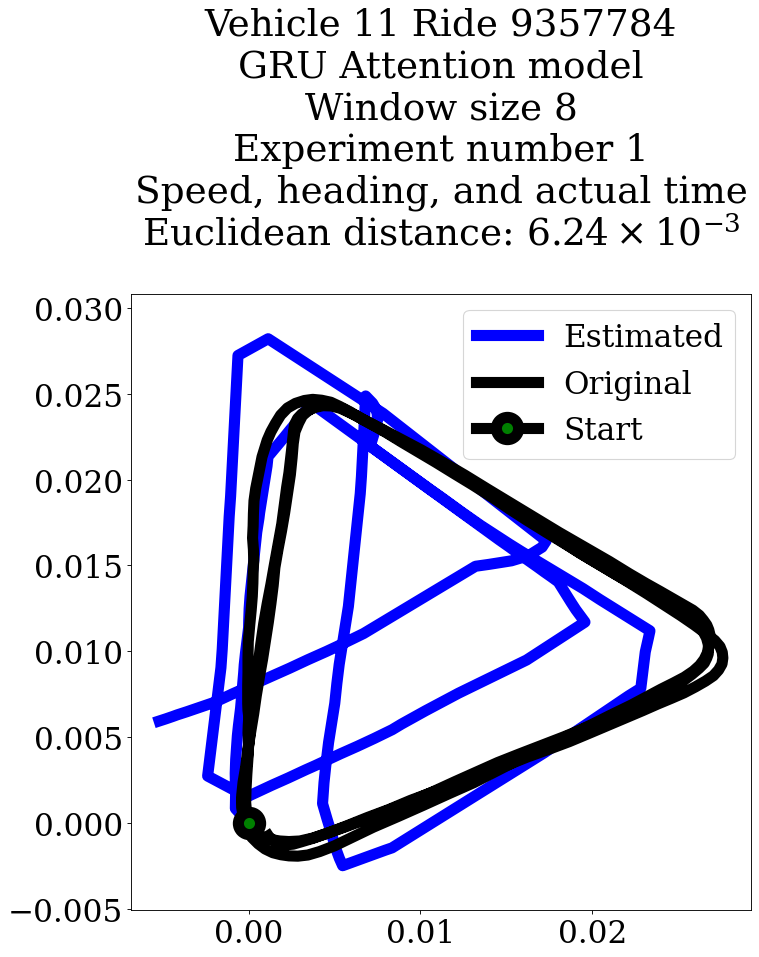 Vehicle 11 Ride 9357784
GRU Attention model
Window size 8
Experiment number 1
Speed, heading, and actual time
Euclidean distance: 6.24 × 10⁻³
0.030
0.025
0.020
0.015
0.010
0.005
0.000
−0.005
Estimated
Original
Start
0.00 0.01 0.02